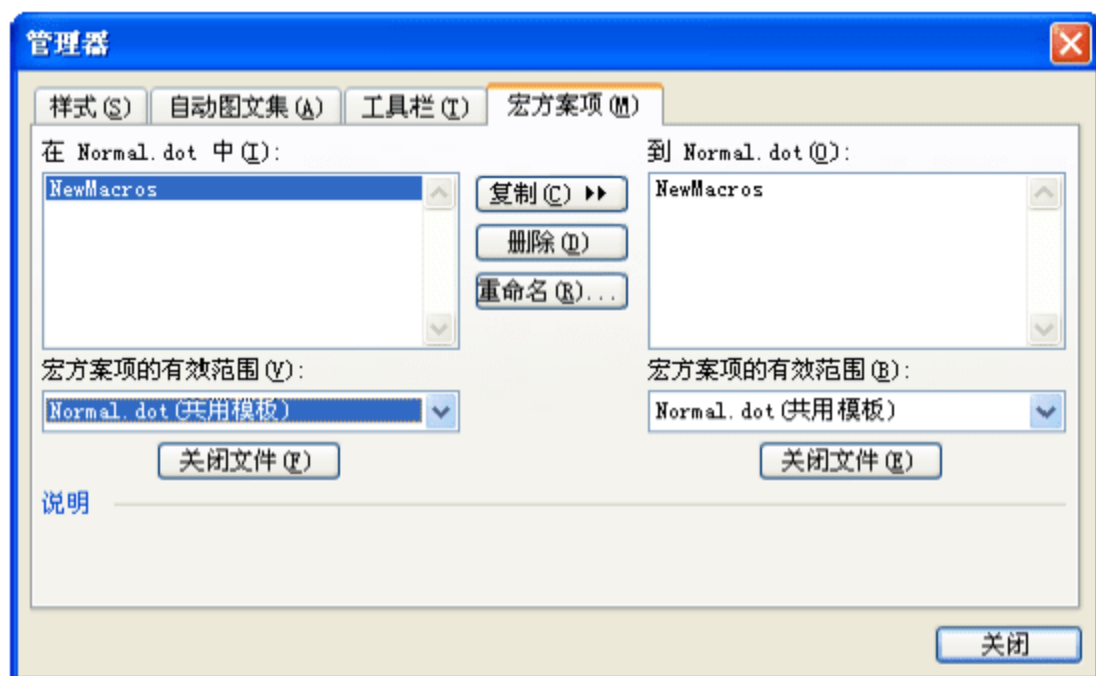 管理器
样式(S) 自动图文集(A) 工具栏(T) 宏方案项(M)
在 Normal.dot 中(I):
到 Normal.dot(O):
NewMacros
NewMacros
复制(C)
删除(D)
重命名(R)...
宏方案项的有效范围(V):
宏方案项的有效范围(B):
Normal.dot(共用模板)
Normal.dot(共用模板)
关闭文件(F)
关闭文件(E)
说明
关闭